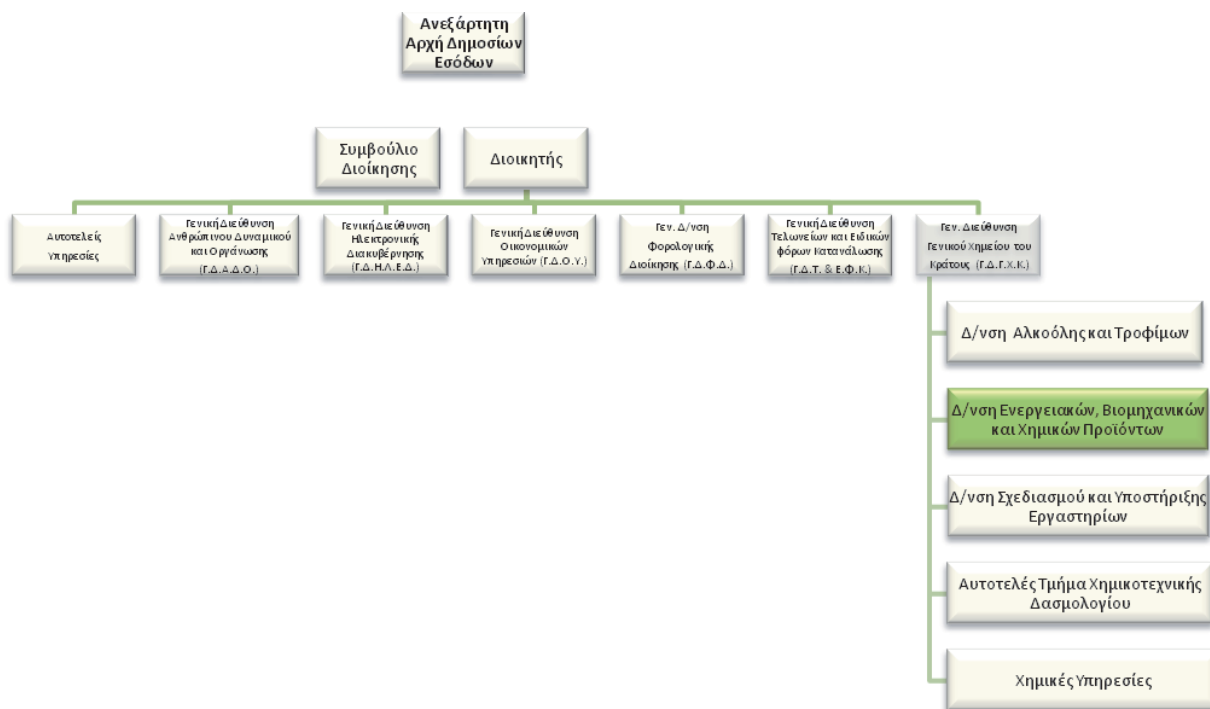 Ανεξάρτητη
Αρχή Δημοσίων
Εσόδων
Συμβούλιο
Διοίκησης
Διοικητής
Αυτοτελείς
Υπηρεσίες
Γενική Διεύθυνση
Ανθρώπινου Δυναμικού
και Οργάνωσης
(Γ.Δ.Α.Δ.Ο.)
Γενική Διεύθυνση
Ηλεκτρονικής
Διακυβέρνησης
(Γ.Δ.Η.Λ.Ε.Δ.)
Γενική Διεύθυνση
Οικονομικών
Υπηρεσιών (Γ.Δ.Ο.Υ.)
Γεν. Δ/νση
Φορολογικής
Διοίκησης (Γ.Δ.Φ.Δ.)
Γενική Διεύθυνση
Τελωνείων και Ειδικών
φόρων Κατανάλωσης
(Γ.Δ.Τ. & Ε.Φ.Κ.)
Γεν. Διεύθυνση
Γενικού Χημείου του
Κράτους (Γ.Δ.Γ.Χ.Κ.)
Δ/νση Αλκοόλης και Τροφίμων
Δ/νση Ενεργειακών, Βιομηχανικών
και Χημικών Προϊόντων
Δ/νση Σχεδιασμού και Υποστήριξης
Εργαστηρίων
Αυτοτελές Τμήμα Χημικοτεχνικής
Δασμολογίου
Χημικές Υπηρεσίες